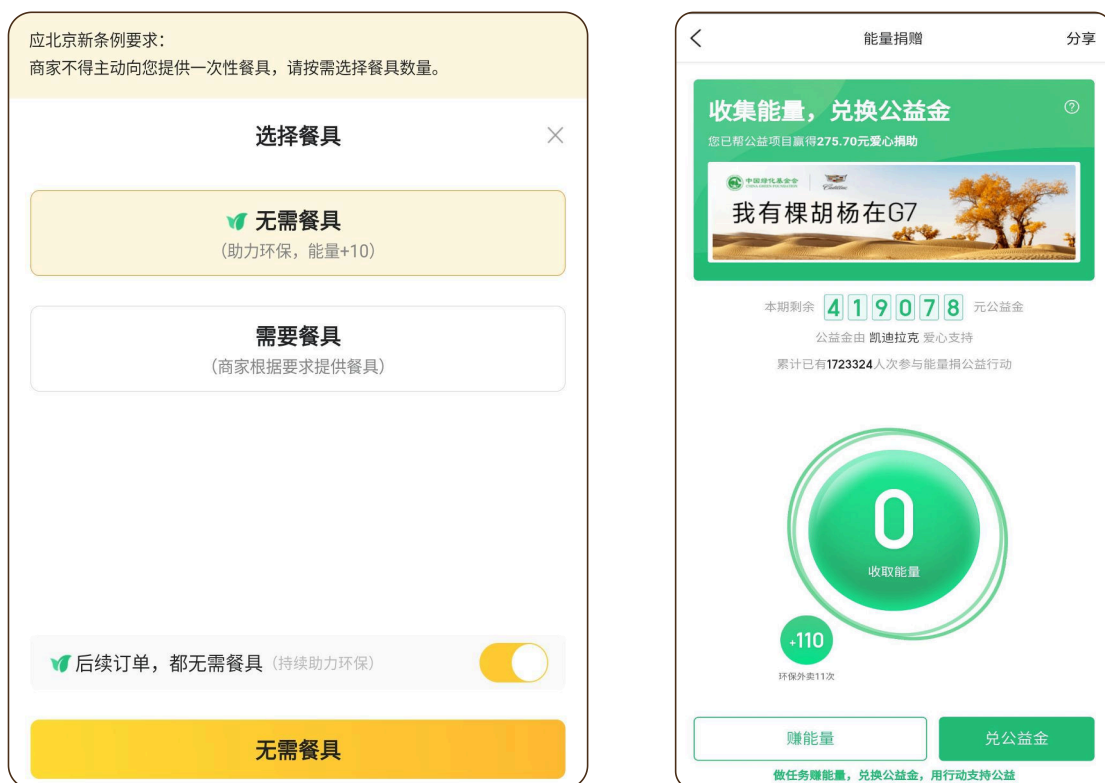 应北京新条例要求：
商家不得主动向您提供一次性餐具，请按需选择餐具数量。
选择餐具
无需餐具
（助力环保，能量+10）
需要餐具
（商家根据要求提供餐具）
后续订单，都无需餐具（持续助力环保）
无需餐具
能量捐赠
分享
收集能量，兑换公益金
您已帮公益项目赢得275.70元爱心捐助
中国绿化基金会
我有棵胡杨在G7
本期剩余 419078 元公益金
公益金由 凯迪拉克 爱心支持
累计已有1723324人次参与能量捐公益行动
0
收取能量
+110
环保外卖11次
赚能量
兑公益金
做任务赚能量，兑换公益金，用行动支持公益